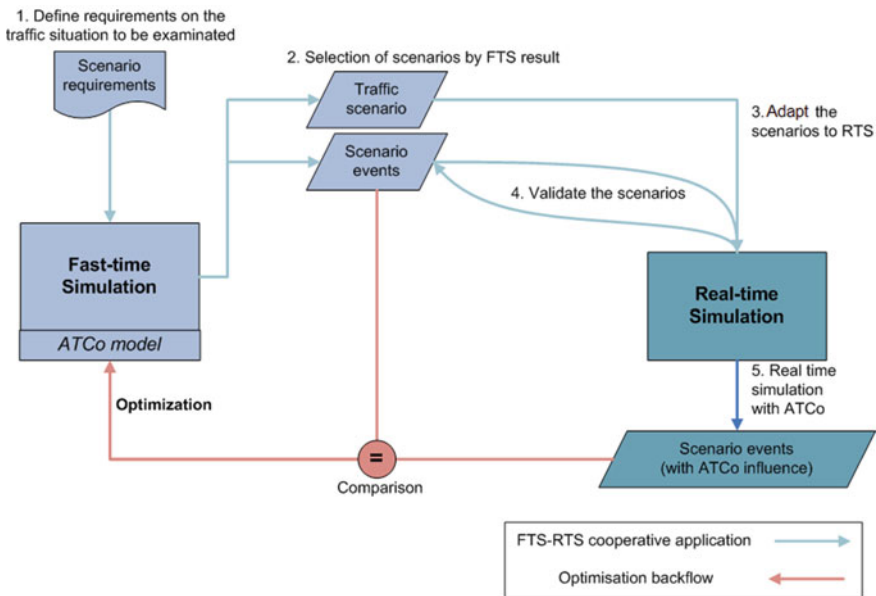 1. Define requirements on the
traffic situation to be examinated
Scenario
requirements
2. Selection of scenarios by FTS result
Traffic
scenario
3. Adapt the
scenarios to RTS
Scenario
events
4. Validate the scenarios
Fast-time
Simulation
ATCo model
Real-time
Simulation
5. Real time
simulation
with ATCo
Optimization
=
Comparison
Scenario events
(with ATCo influence)
FTS-RTS cooperative application
Optimisation backflow